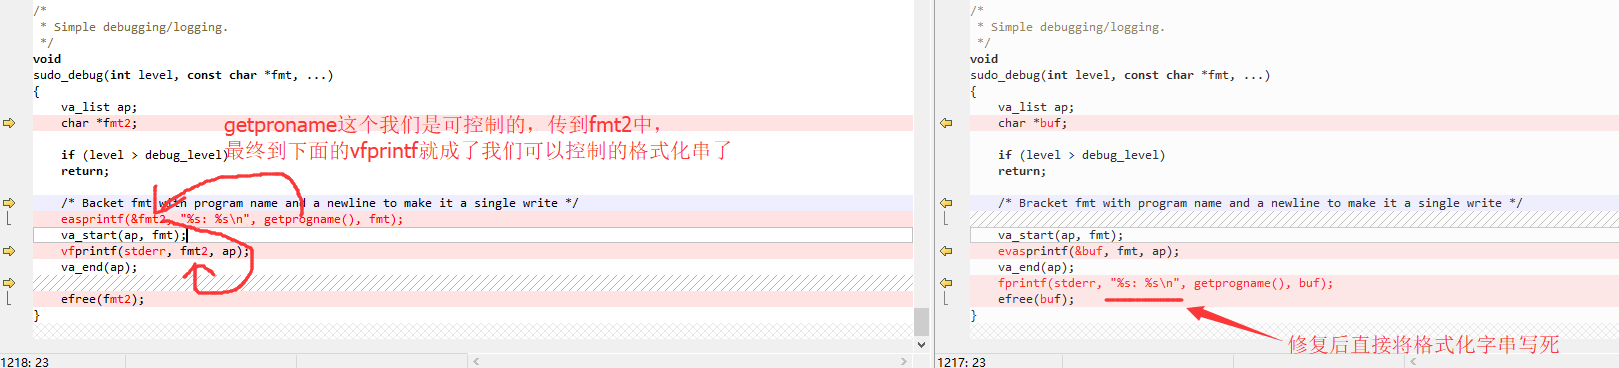 /*
 * Simple debugging/logging.
 */
void
sudo_debug(int level, const char *fmt, ...)
{
    va_list ap;
    char *fmt2;
getproname这个我们是可控制的，传到fmt2中，
最终到下面的vfprintf就成了我们可以控制的格式化串了
    if (level > debug_level)
    return;
    /* Backet fmt with program name and a newline to make it a single write */
    easprintf(&fmt2, "%s: %s\n", getprogname(), fmt);
    va_start(ap, fmt);
    vfprintf(stderr, fmt2, ap);
    va_end(ap);
    efree(fmt2);
}
1218: 23
/*
 * Simple debugging/logging.
 */
void
sudo_debug(int level, const char *fmt, ...)
{
    va_list ap;
    char *buf;
    if (level > debug_level)
    return;
    /* Bracket fmt with program name and a newline to make it a single write */
    va_start(ap, fmt);
    evasprintf(&buf, fmt, ap);
    va_end(ap);
    fprintf(stderr, "%s: %s\n", getprogname(), buf);
    efree(buf);
}
修复后直接将格式化字串写死
1217: 23